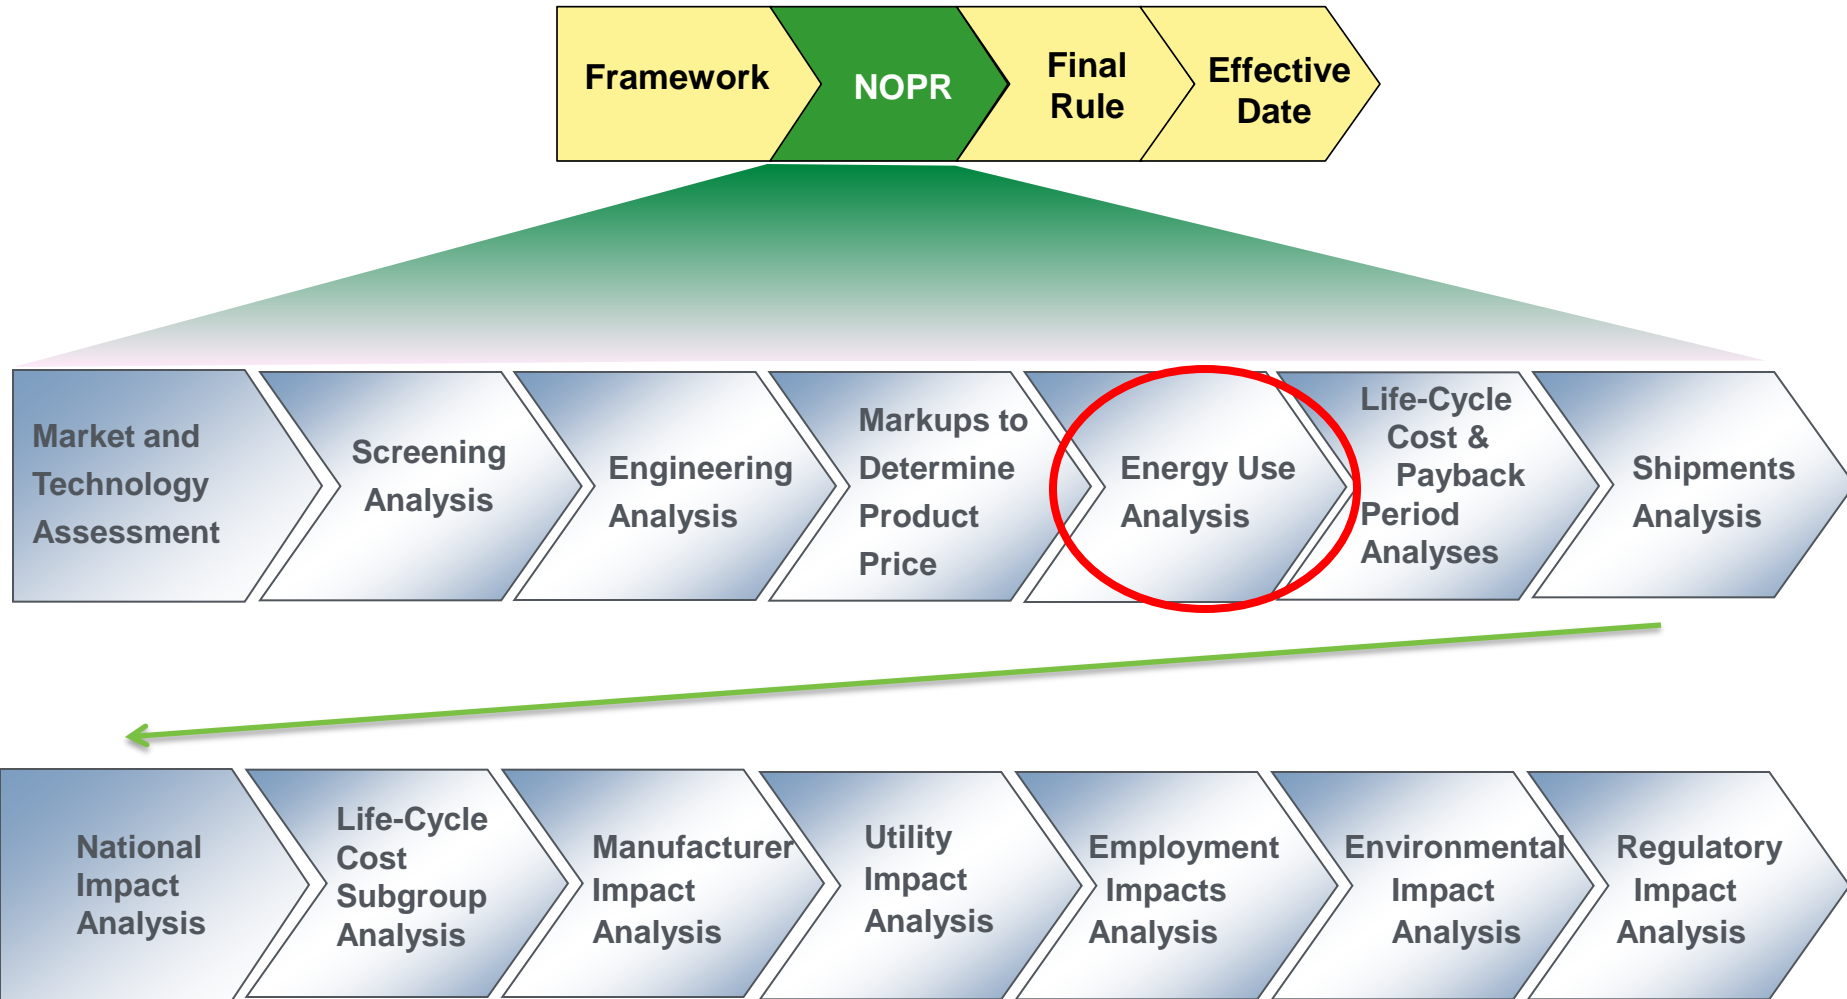 Framework
NOPR
Final
Rule
Effective
Date
Market and
Technology
Assessment
Screening
Analysis
Engineering
Analysis
Markups to
Determine
Product
Price
Energy Use
Analysis
Life-Cycle
Cost &
Payback
Period
Analyses
Shipments
Analysis
National
Impact
Analysis
Life-Cycle
Cost
Subgroup
Analysis
Manufacturer
Impact
Analysis
Utility
Impact
Analysis
Employment
Impacts
Analysis
Environmental
Impact
Analysis
Regulatory
Impact
Analysis